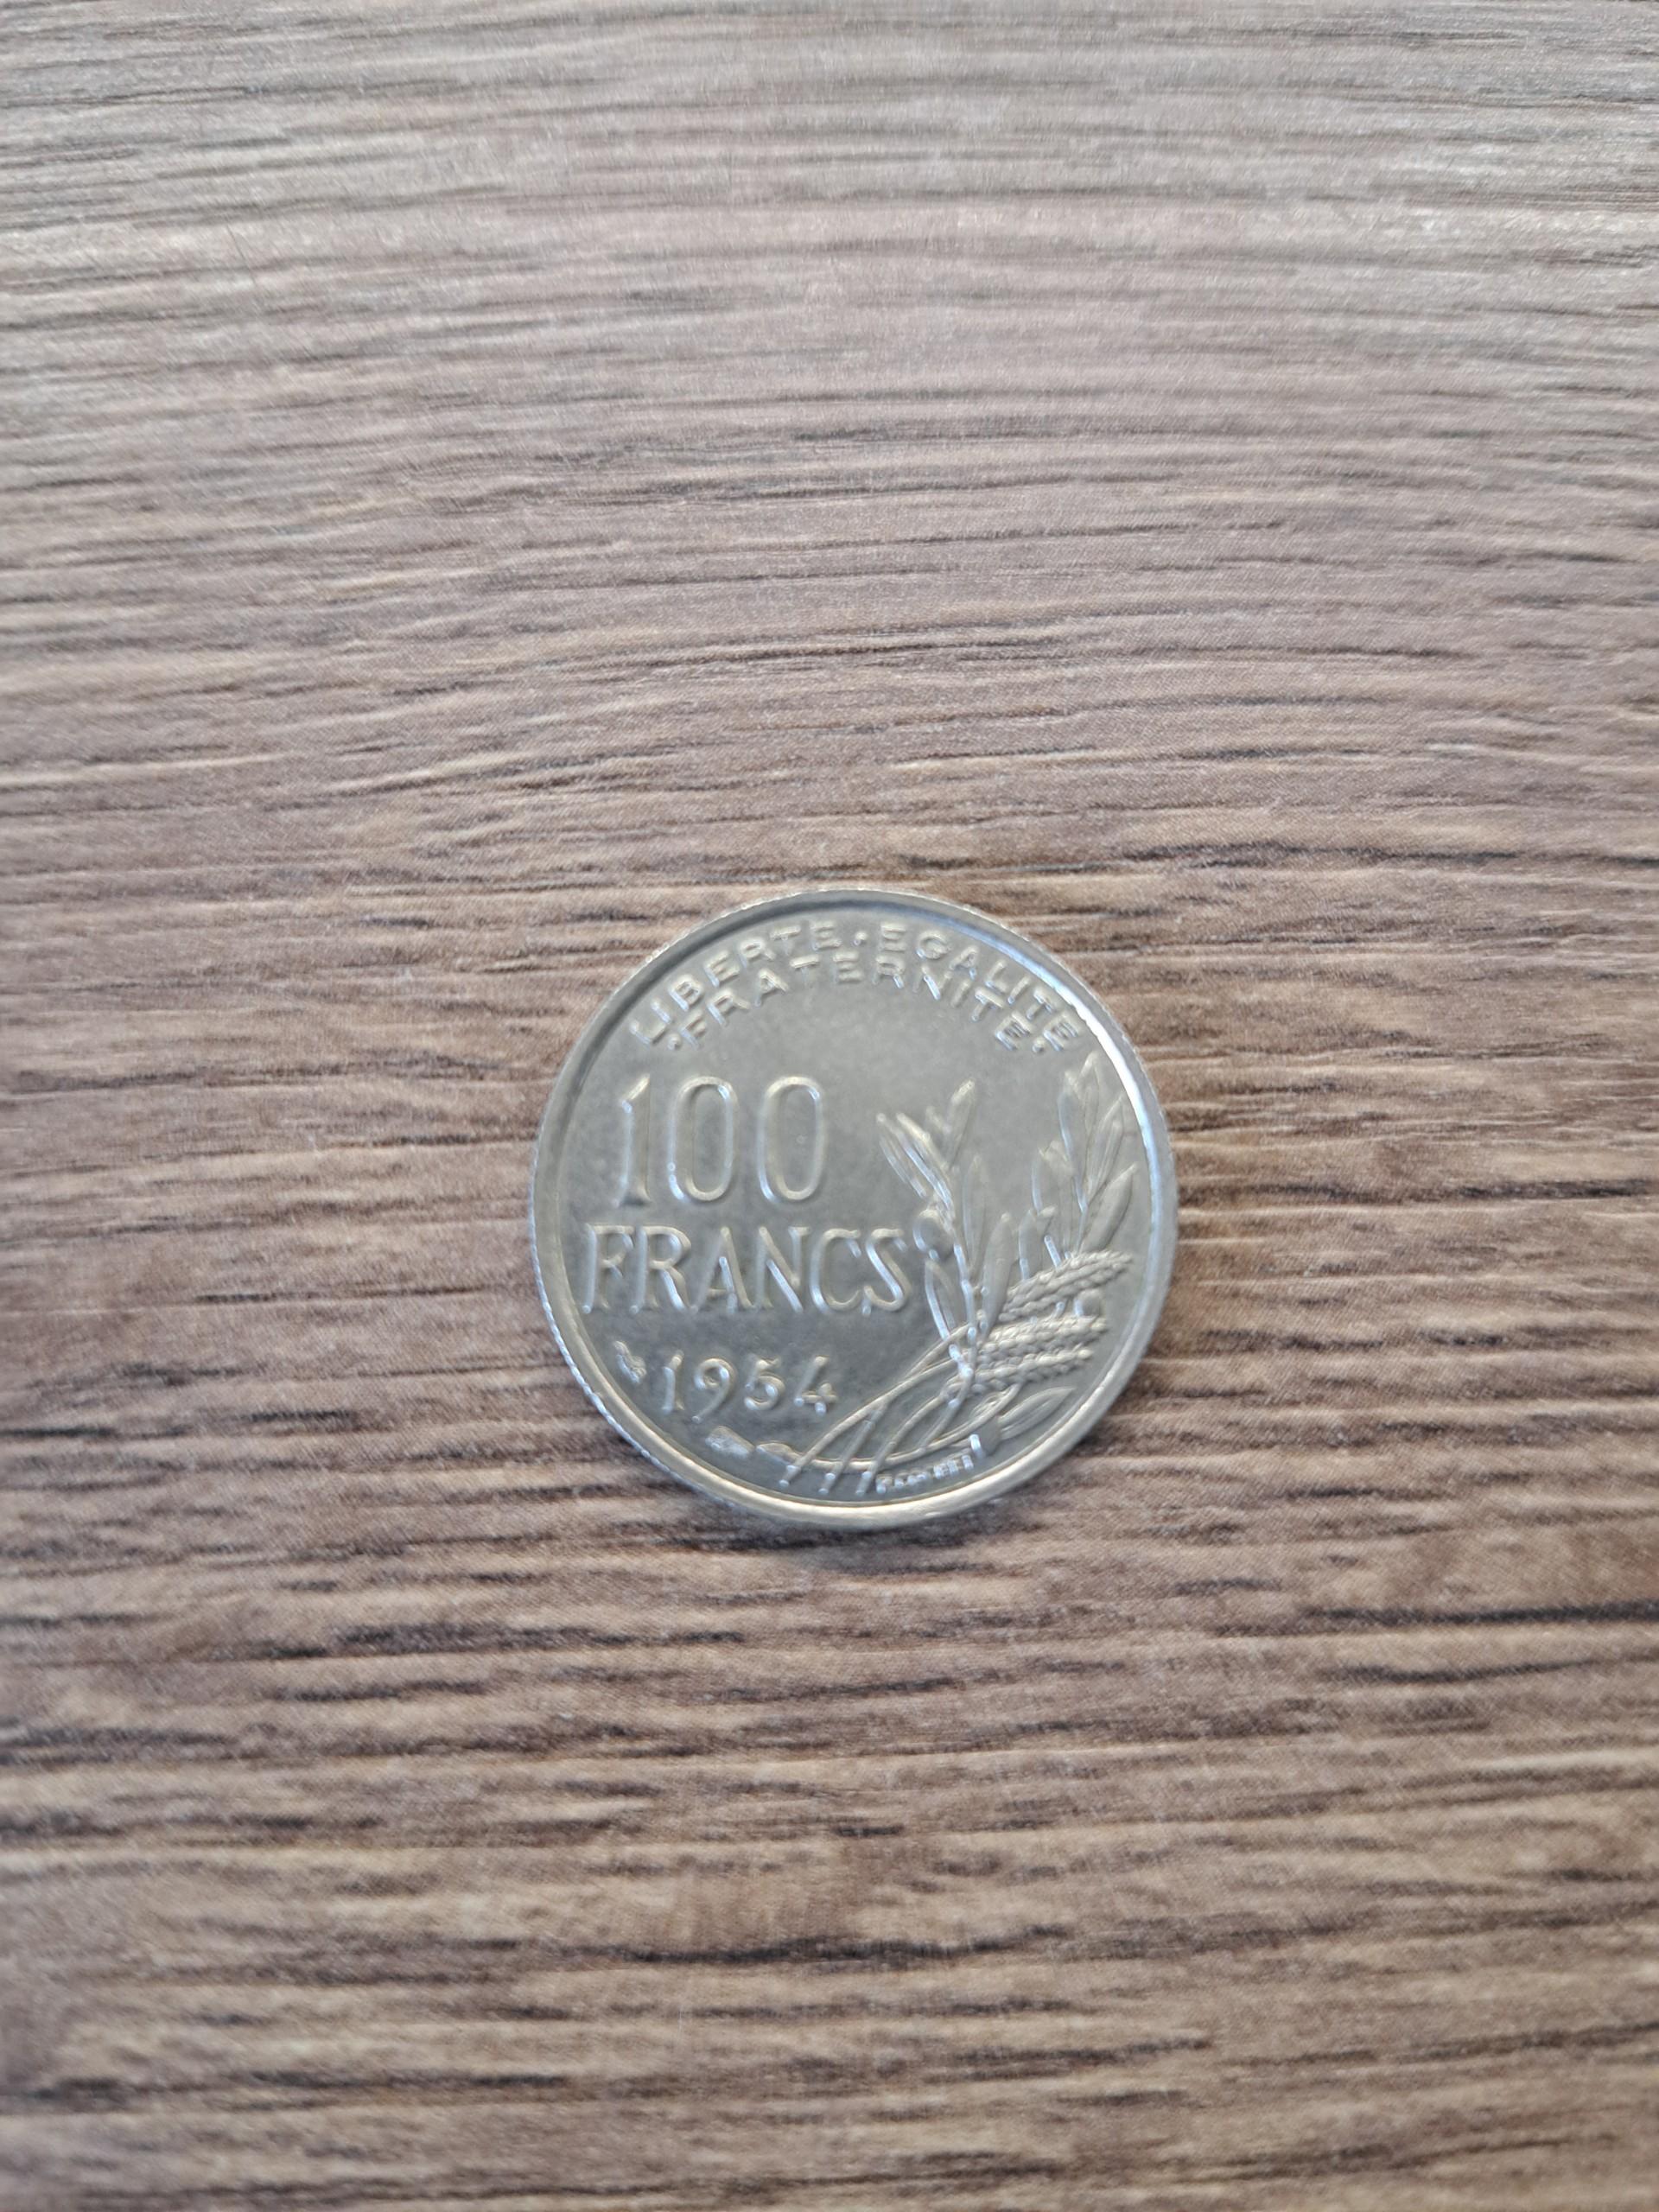 LIBERTE·EGALITE
·FRATERNITE·
100
FRANCS
1954